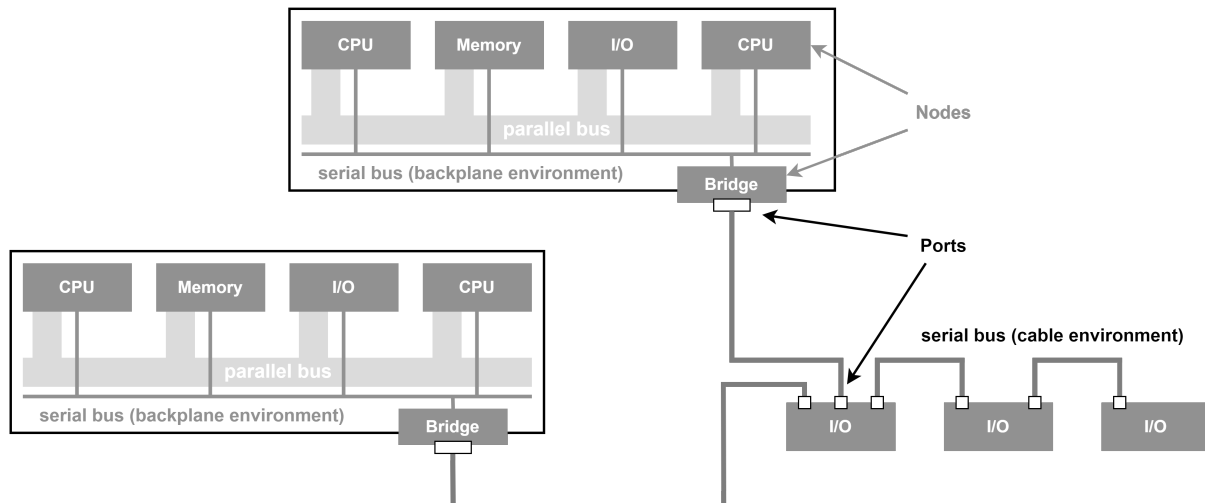 CPU
Memory
I/O
CPU
parallel bus
serial bus (backplane environment)
Bridge
Nodes
Ports
CPU
Memory
I/O
CPU
parallel bus
serial bus (backplane environment)
Bridge
serial bus (cable environment)
I/O
I/O
I/O